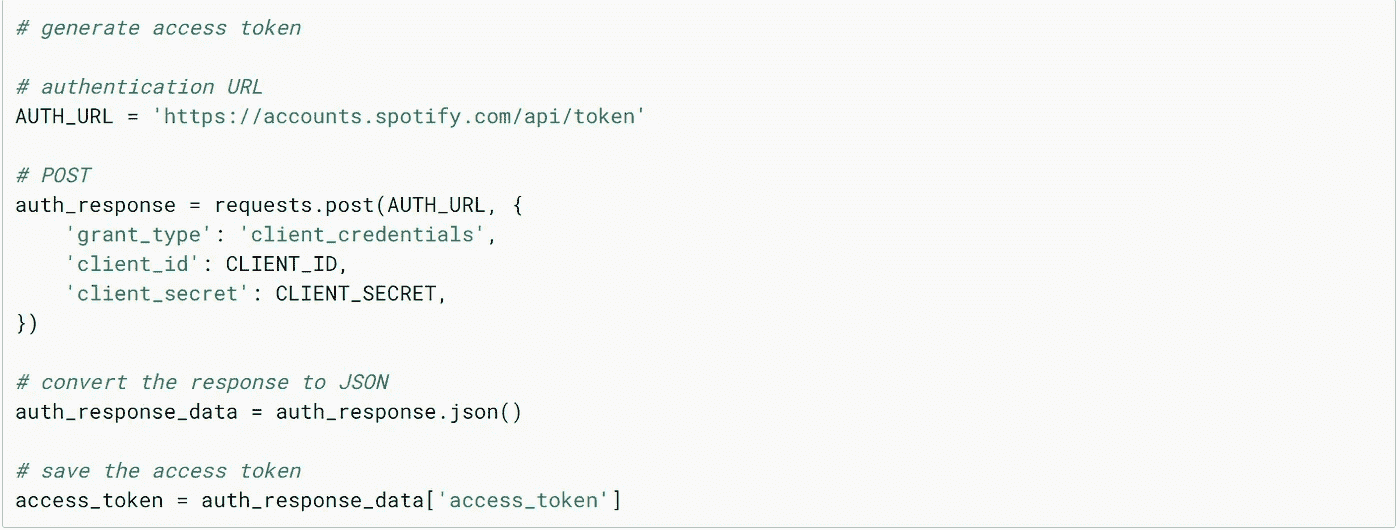 # generate access token
# authentication URL
AUTH_URL = 'https://accounts.spotify.com/api/token'
# POST
auth_response = requests.post(AUTH_URL, {
    'grant_type': 'client_credentials',
    'client_id': CLIENT_ID,
    'client_secret': CLIENT_SECRET,
})
# convert the response to JSON
auth_response_data = auth_response.json()
# save the access token
access_token = auth_response_data['access_token']